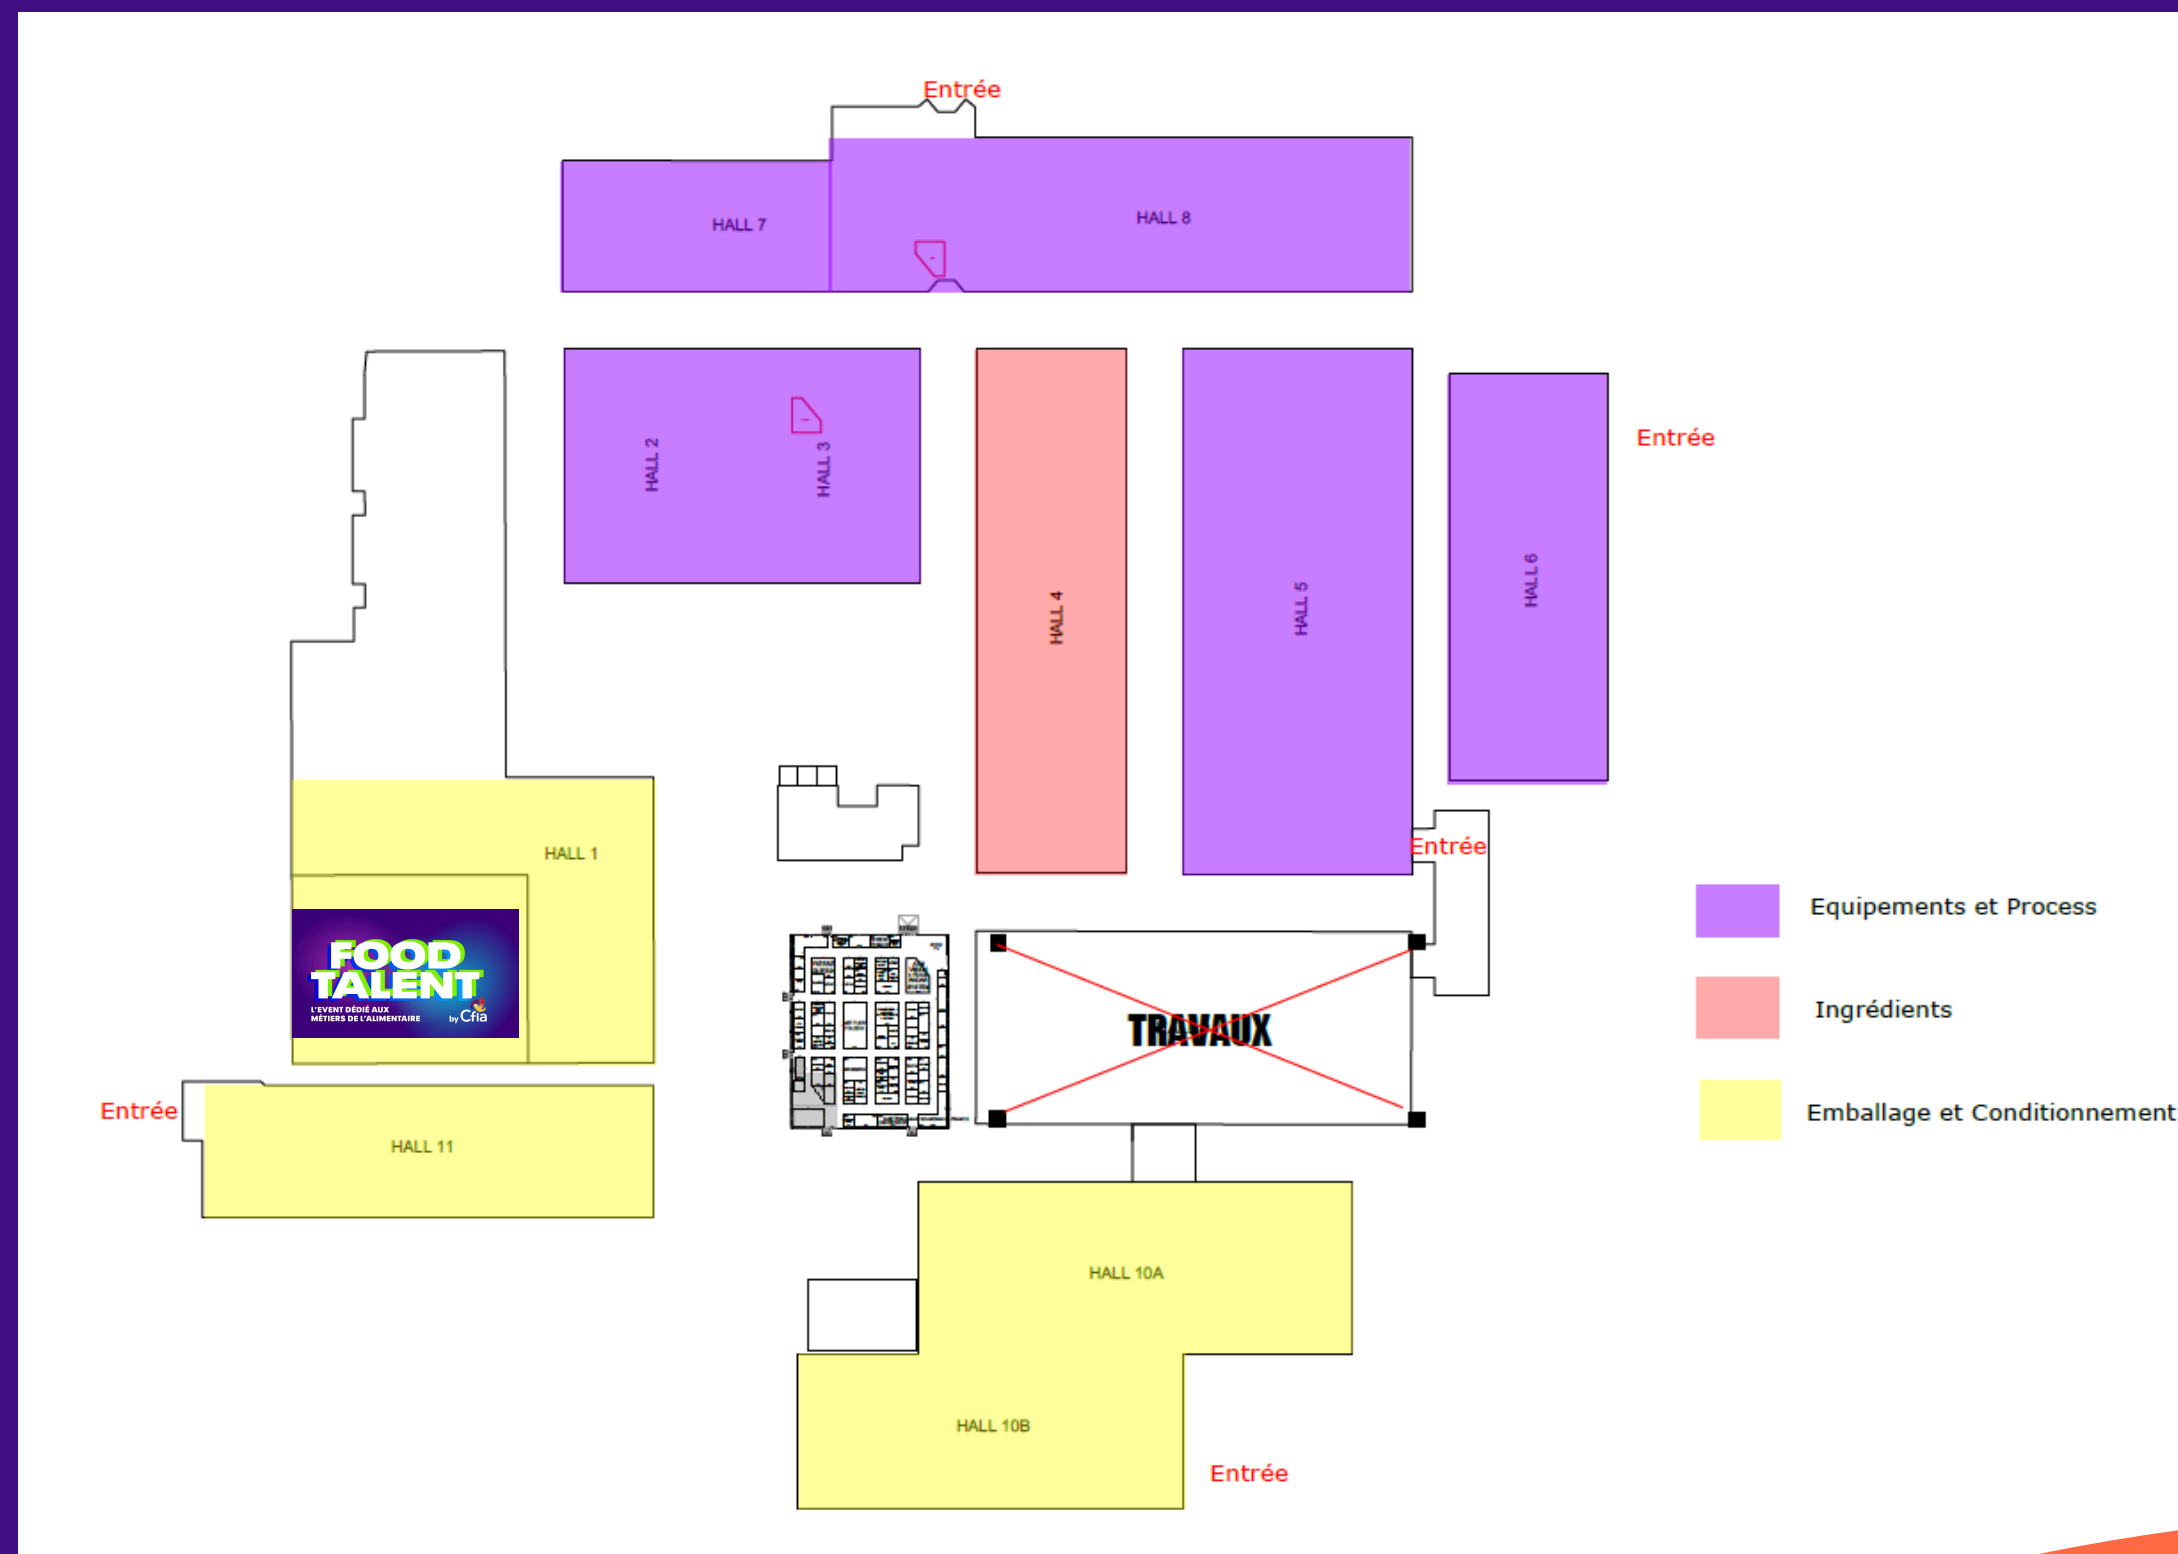 Entrée
HALL 7
HALL 8
HALL 2
HALL 3
HALL 4
HALL 5
HALL 6
Entrée
HALL 1
Entrée
FOOD
TALENT
L'EVENT DÉDIÉ AUX
MÉTIERS DE L'ALIMENTAIRE
by Cfia
TRAVAUX
Equipements et Process
Ingrédients
Emballage et Conditionnement
Entrée
HALL 11
HALL 10A
HALL 10B
Entrée